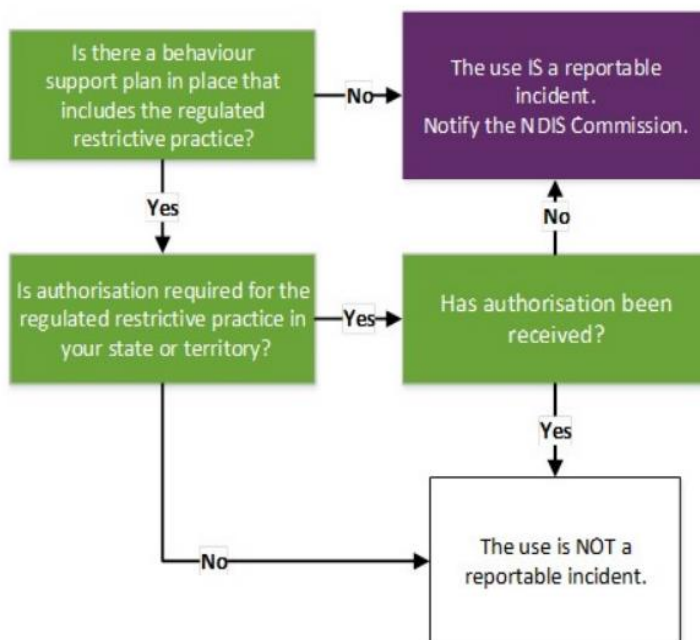 Is there a behaviour
support plan in place that
includes the regulated
restrictive practice?
No
The use IS a reportable
incident.
Notify the NDIS Commission.
Yes
No
Is authorisation required for the
regulated restrictive practice in
your state or territory?
Yes
Has authorisation been
received?
Yes
No
The use is NOT a
reportable incident.